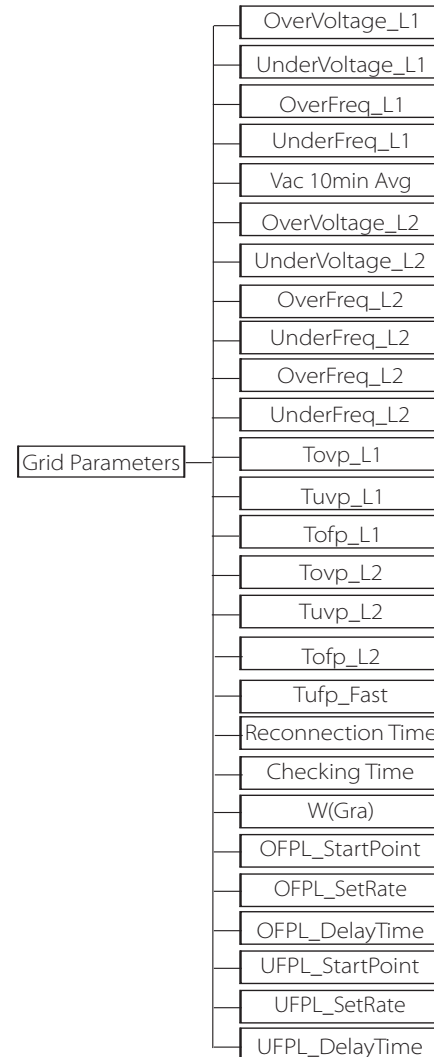 OverVoltage_L1
UnderVoltage_L1
OverFreq_L1
UnderFreq_L1
Vac 10min Avg
OverVoltage_L2
UnderVoltage_L2
OverFreq_L2
UnderFreq_L2
OverFreq_L2
UnderFreq_L2
Grid Parameters
Tovp_L1
Tuvp_L1
Tofp_L1
Tovp_L2
Tuvp_L2
Tofp_L2
Tufp_Fast
Reconnection Time
Checking Time
W(Gra)
OFPL_StartPoint
OFPL_SetRate
OFPL_DelayTime
UFPL_StartPoint
UFPL_SetRate
UFPL_DelayTime